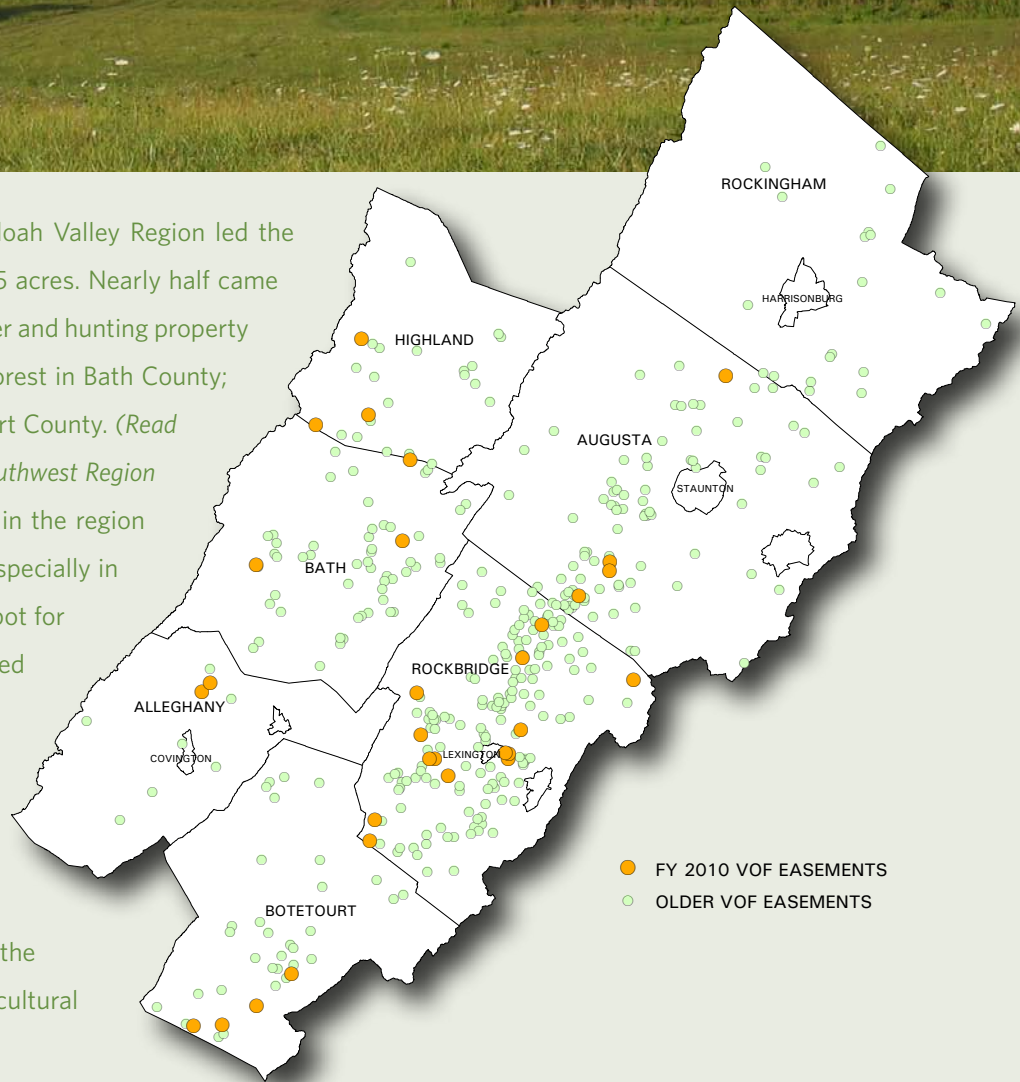 loah Valley Region led the
5 acres. Nearly half came
er and hunting property
orest in Bath County;
rt County. (Read
uthwest Region
in the region
specially in
oot for
ed
the
cultural
ROCKINGHAM
HARRISONBURG
HIGHLAND
AUGUSTA
STAUNTON
BATH
ROCKBRIDGE
ALLEGHANY
LEXINGTON
COVINGTON
BOTETOURT
FY 2010 VOF EASEMENTS
OLDER VOF EASEMENTS